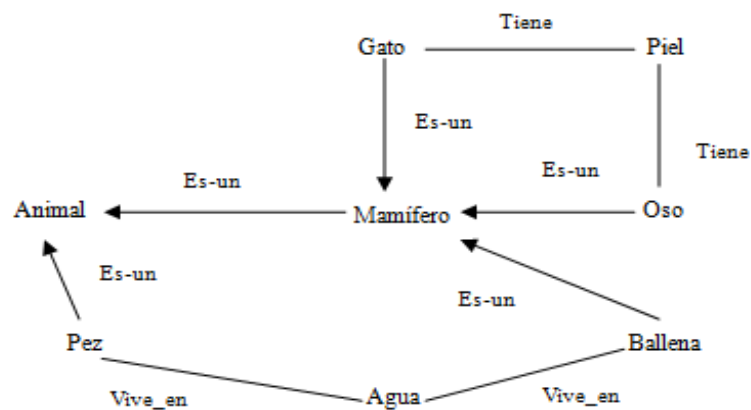 Tiene
Gato
Piel
Es-un
Tiene
Es-un
Es-un
Animal
Mamífero
Oso
Es-un
Es-un
Pez
Ballena
Agua
Vive_en
Vive_en